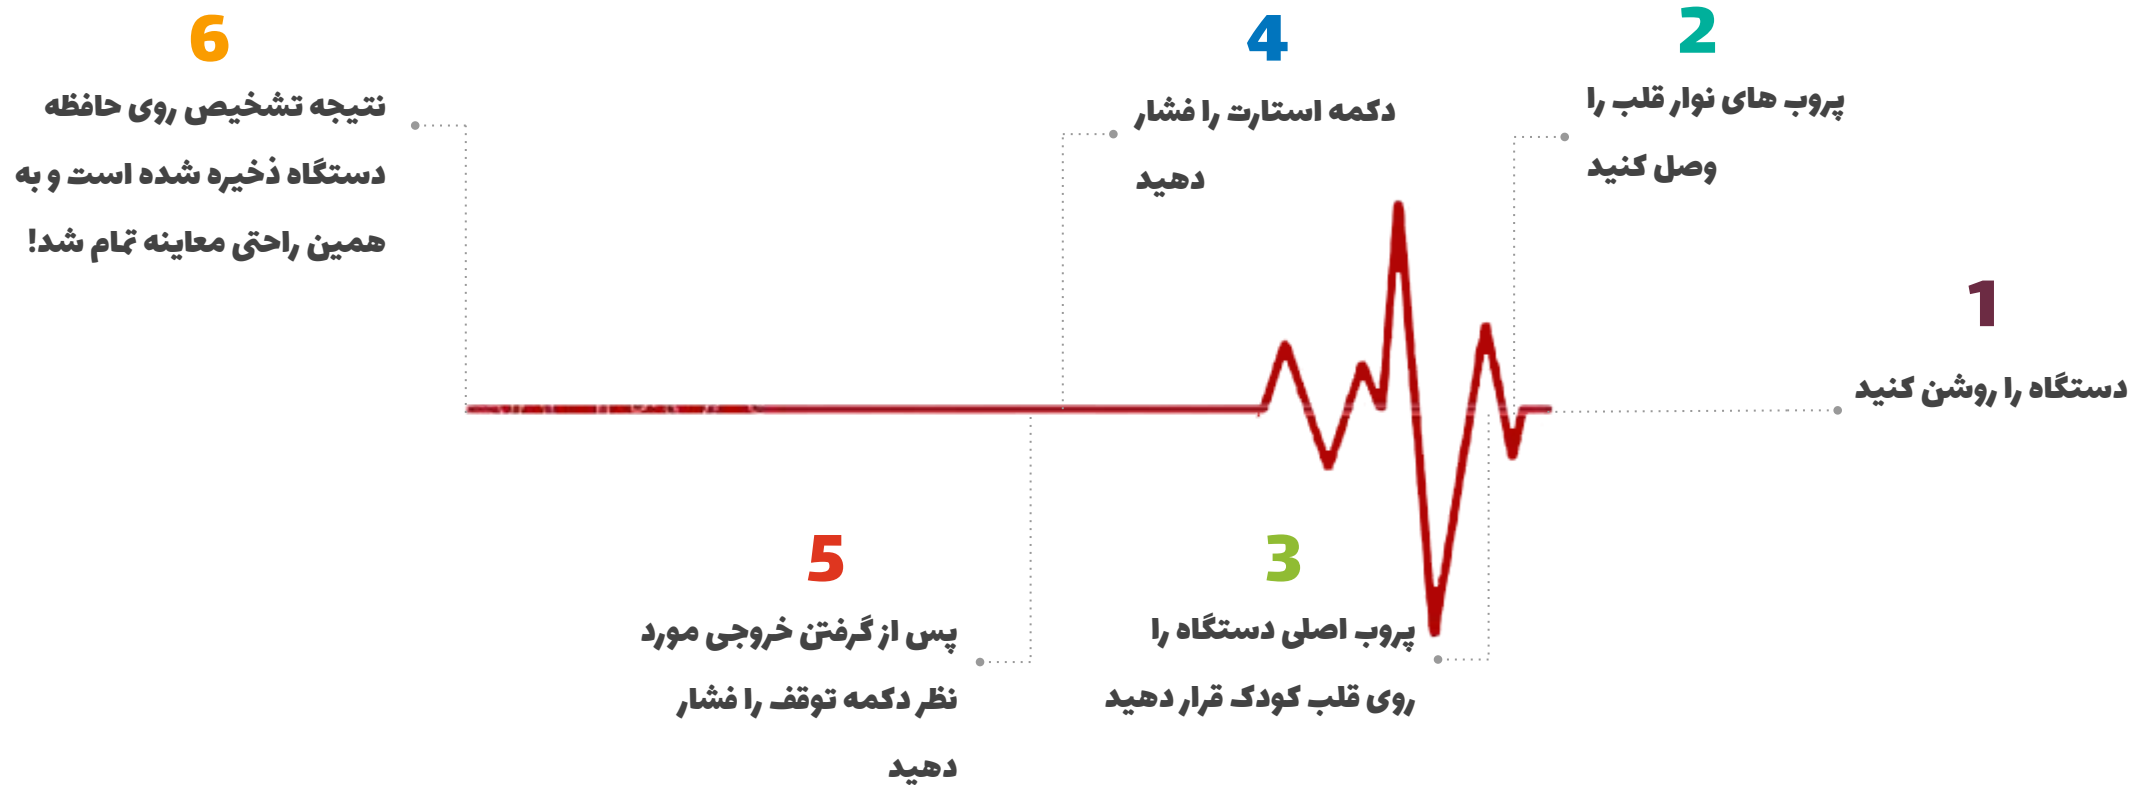 1
دستگاه را روشن کنید
2
پروب های نوار قلب را
وصل کنید
3
پروب اصلی دستگاه را
روی قلب کودک قرار دهید
4
دکمه استارت را فشار
دهید
5
پس از گرفتن خروجی مورد
نظر دکمه توقف را فشار
دهید
6
نتیجه تشخیص روی حافظه
دستگاه ذخیره شده است و به
همین راحتی معاینه تمام شد!